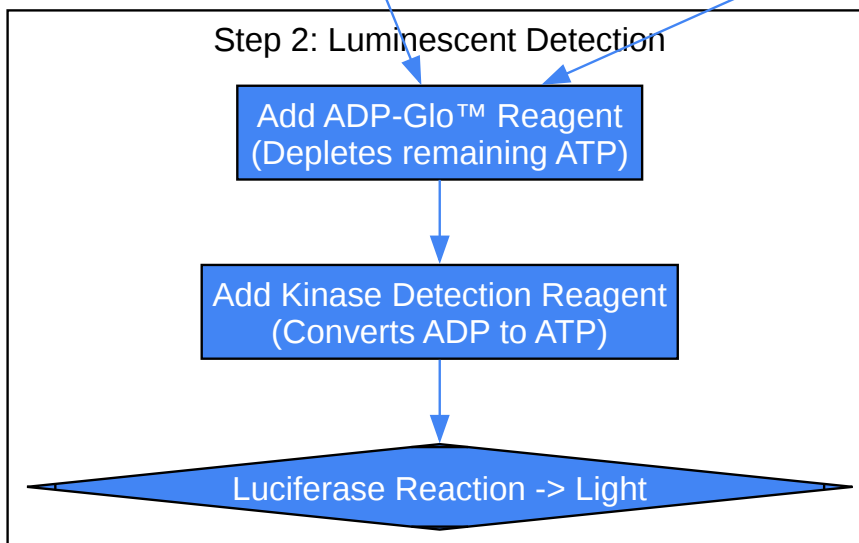 Step 2: Luminescent Detection
Add ADP-Glo™ Reagent
(Depletes remaining ATP)
Add Kinase Detection Reagent
(Converts ADP to ATP)
Luciferase Reaction -> Light